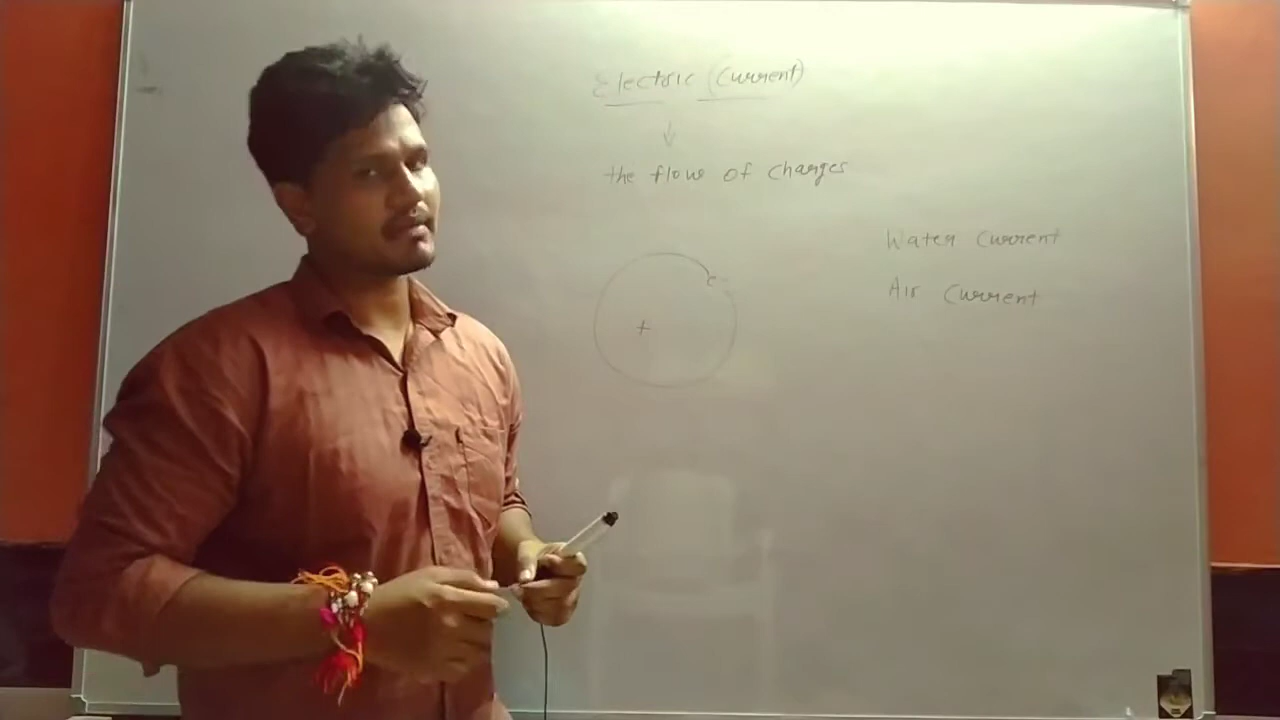 Electric (Current)
↓
the flow of charges
Water Current
Air Current
e-
+